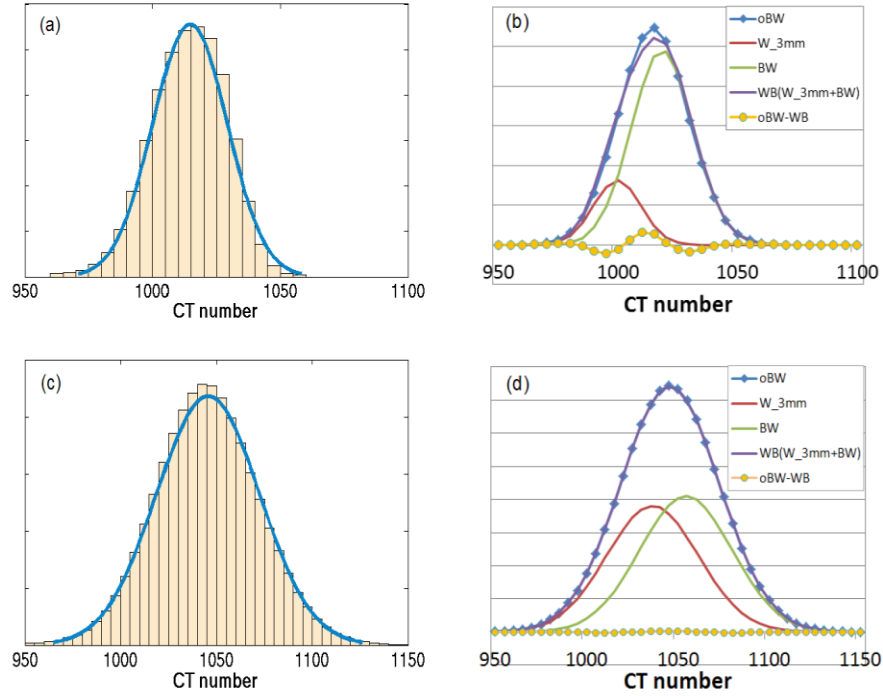 (a)
950
1000
1050
1100
CT number
(b)
oBW
W_3mm
BW
WB(W_3mm+BW)
oBW-WB
950
1000
1050
1100
CT number
(c)
950
1000
1050
1100
1150
CT number
(d)
oBW
W_3mm
BW
WB(W_3mm+BW)
oBW-WB
950
1000
1050
1100
1150
CT number